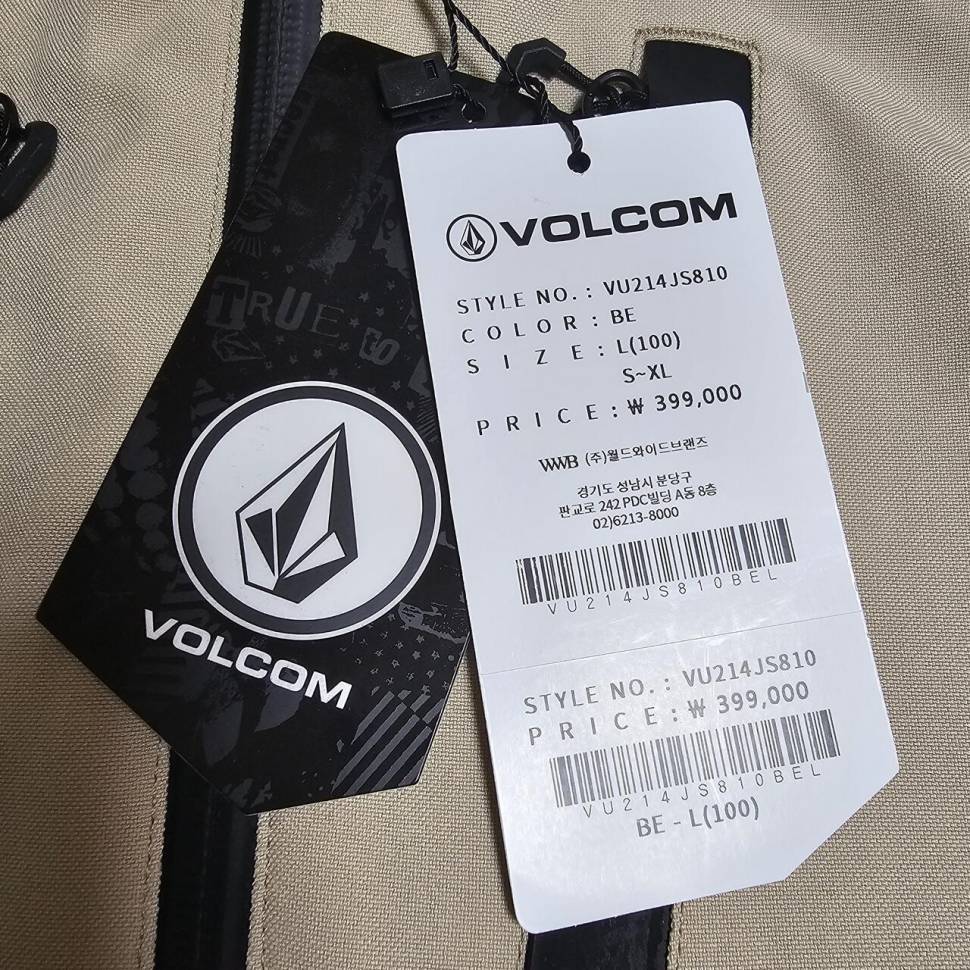 TRUE
TO
VOLCOM
VOLCOM
STYLE NO. : VU214JS810
COLOR : BE
SIZE : L(100)
S~XL
PRICE : ₩ 399,000
WWB (주)월드와이드브랜즈
경기도 성남시 분당구
판교로 242 PDC빌딩 A동 8층
02)6213-8000
VU214JS810BEL
STYLE NO. : VU214JS810
PRICE : ₩ 399,000
VU214JS810BEL
BE - L(100)